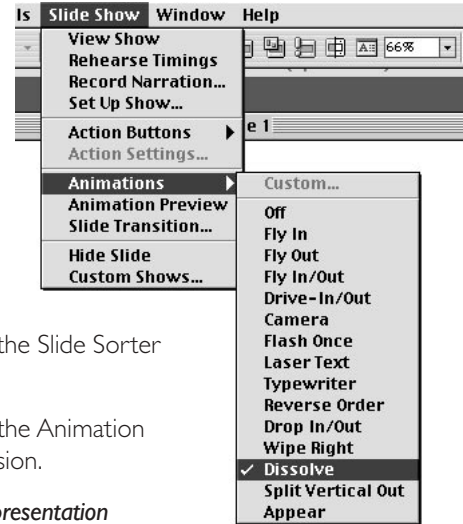 ls Slide Show Window Help
View Show
Rehearse Timings
Record Narration...
Set Up Show...
66%
Action Buttons
e 1
Action Settings...
Animations
Animation Preview
Slide Transition...
Hide Slide
Custom Shows...
Custom...
Off
Fly In
Fly Out
Fly In/Out
Drive-In/Out
Camera
Flash Once
Laser Text
Typewriter
Reverse Order
Drop In/Out
Wipe Right
✓ Dissolve
Split Vertical Out
Appear
the Slide Sorter
the Animation
sion.
presentation